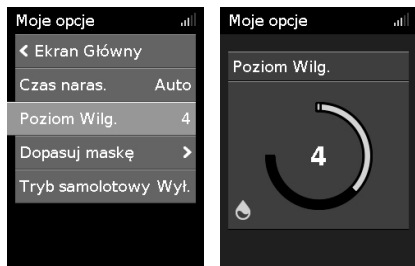 Moje opcje
Ekran Główny
Czas naras. Auto
Poziom Wilg. 4
Dopasuj maskę
Tryb samolotowy Wył.
Moje opcje
Poziom Wilg.
4